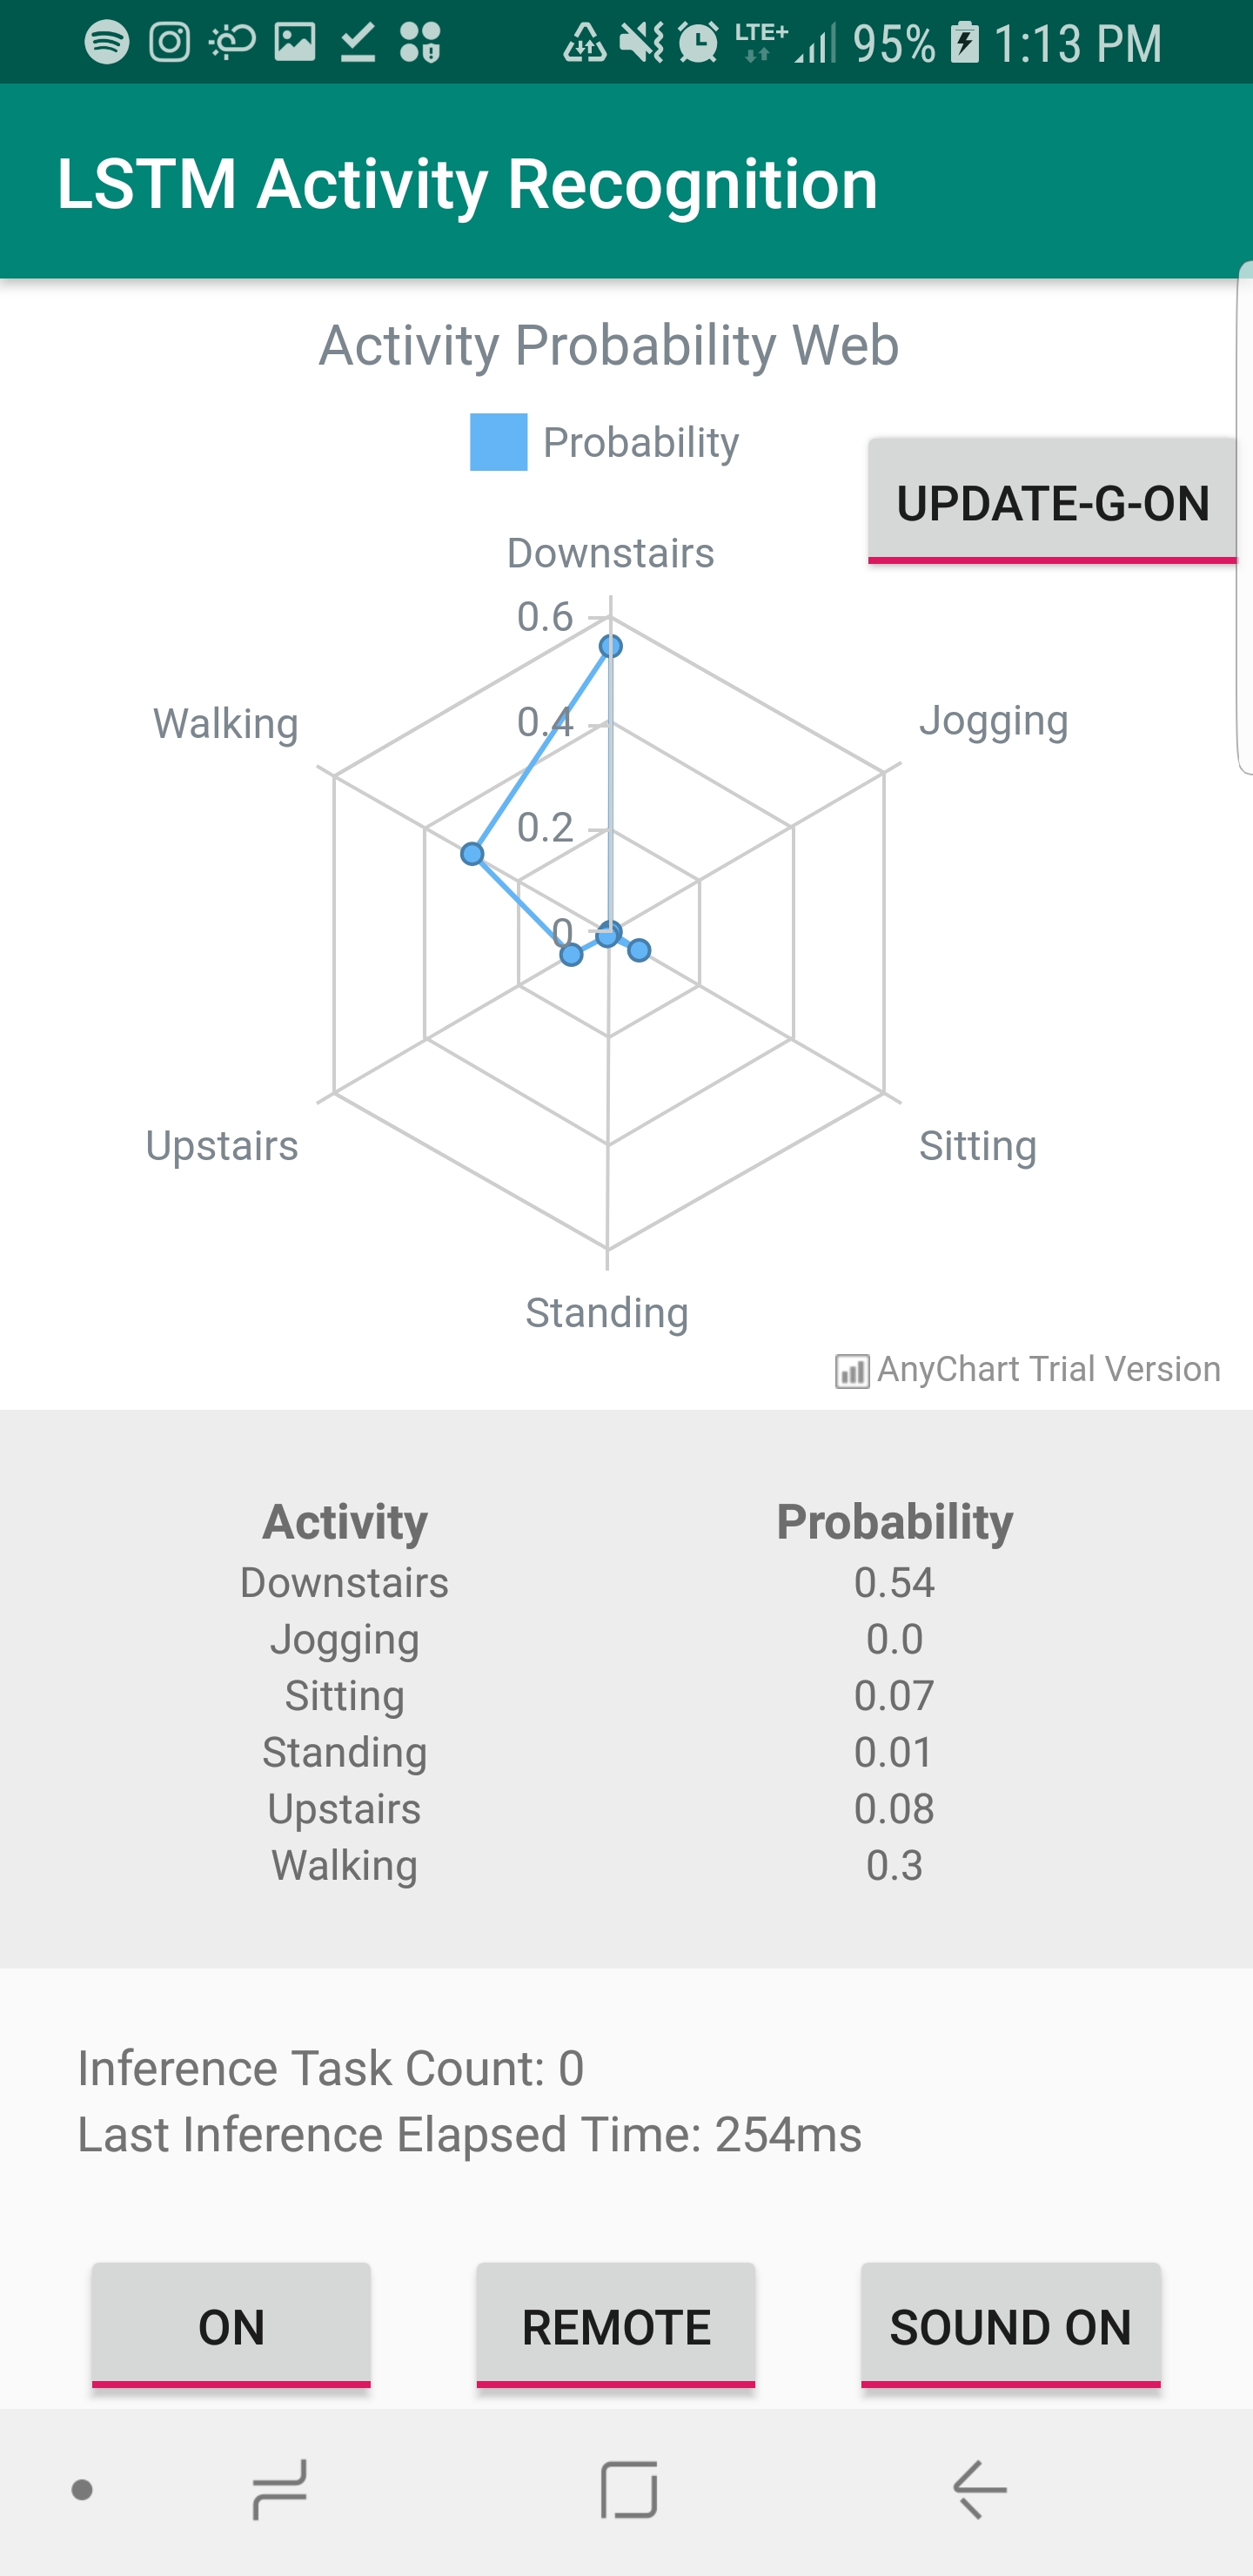 LTE+ 95% 1:13 PM
LSTM Activity Recognition
Activity Probability Web
Probability
UPDATE-G-ON
Downstairs
0.6
Walking
0.4
Jogging
0.2
0
Upstairs
Sitting
Standing
AnyChart Trial Version
Activity Probability
Downstairs 0.54
Jogging 0.0
Sitting 0.07
Standing 0.01
Upstairs 0.08
Walking 0.3
Inference Task Count: 0
Last Inference Elapsed Time: 254ms
ON REMOTE SOUND ON